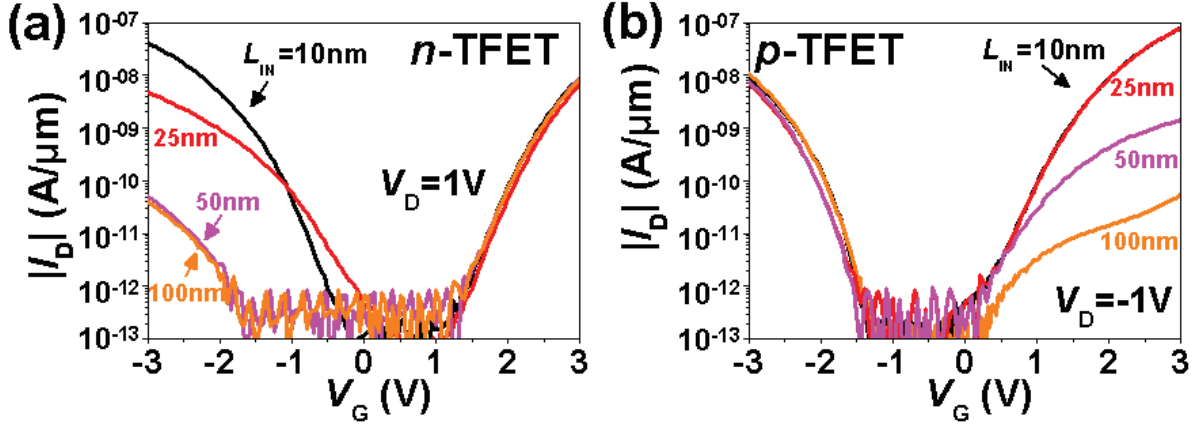 (a)
n-TFET
L_IN=10nm
25nm
50nm
100nm
V_D=1V
|I_D| (A/μm)
10^-07
10^-08
10^-09
10^-10
10^-11
10^-12
10^-13
-3 -2 -1 0 1 2 3
V_G (V)
(b)
p-TFET
L_IN=10nm
25nm
50nm
100nm
V_D=-1V
|I_D| (A/μm)
10^-07
10^-08
10^-09
10^-10
10^-11
10^-12
10^-13
-3 -2 -1 0 1 2 3
V_G (V)